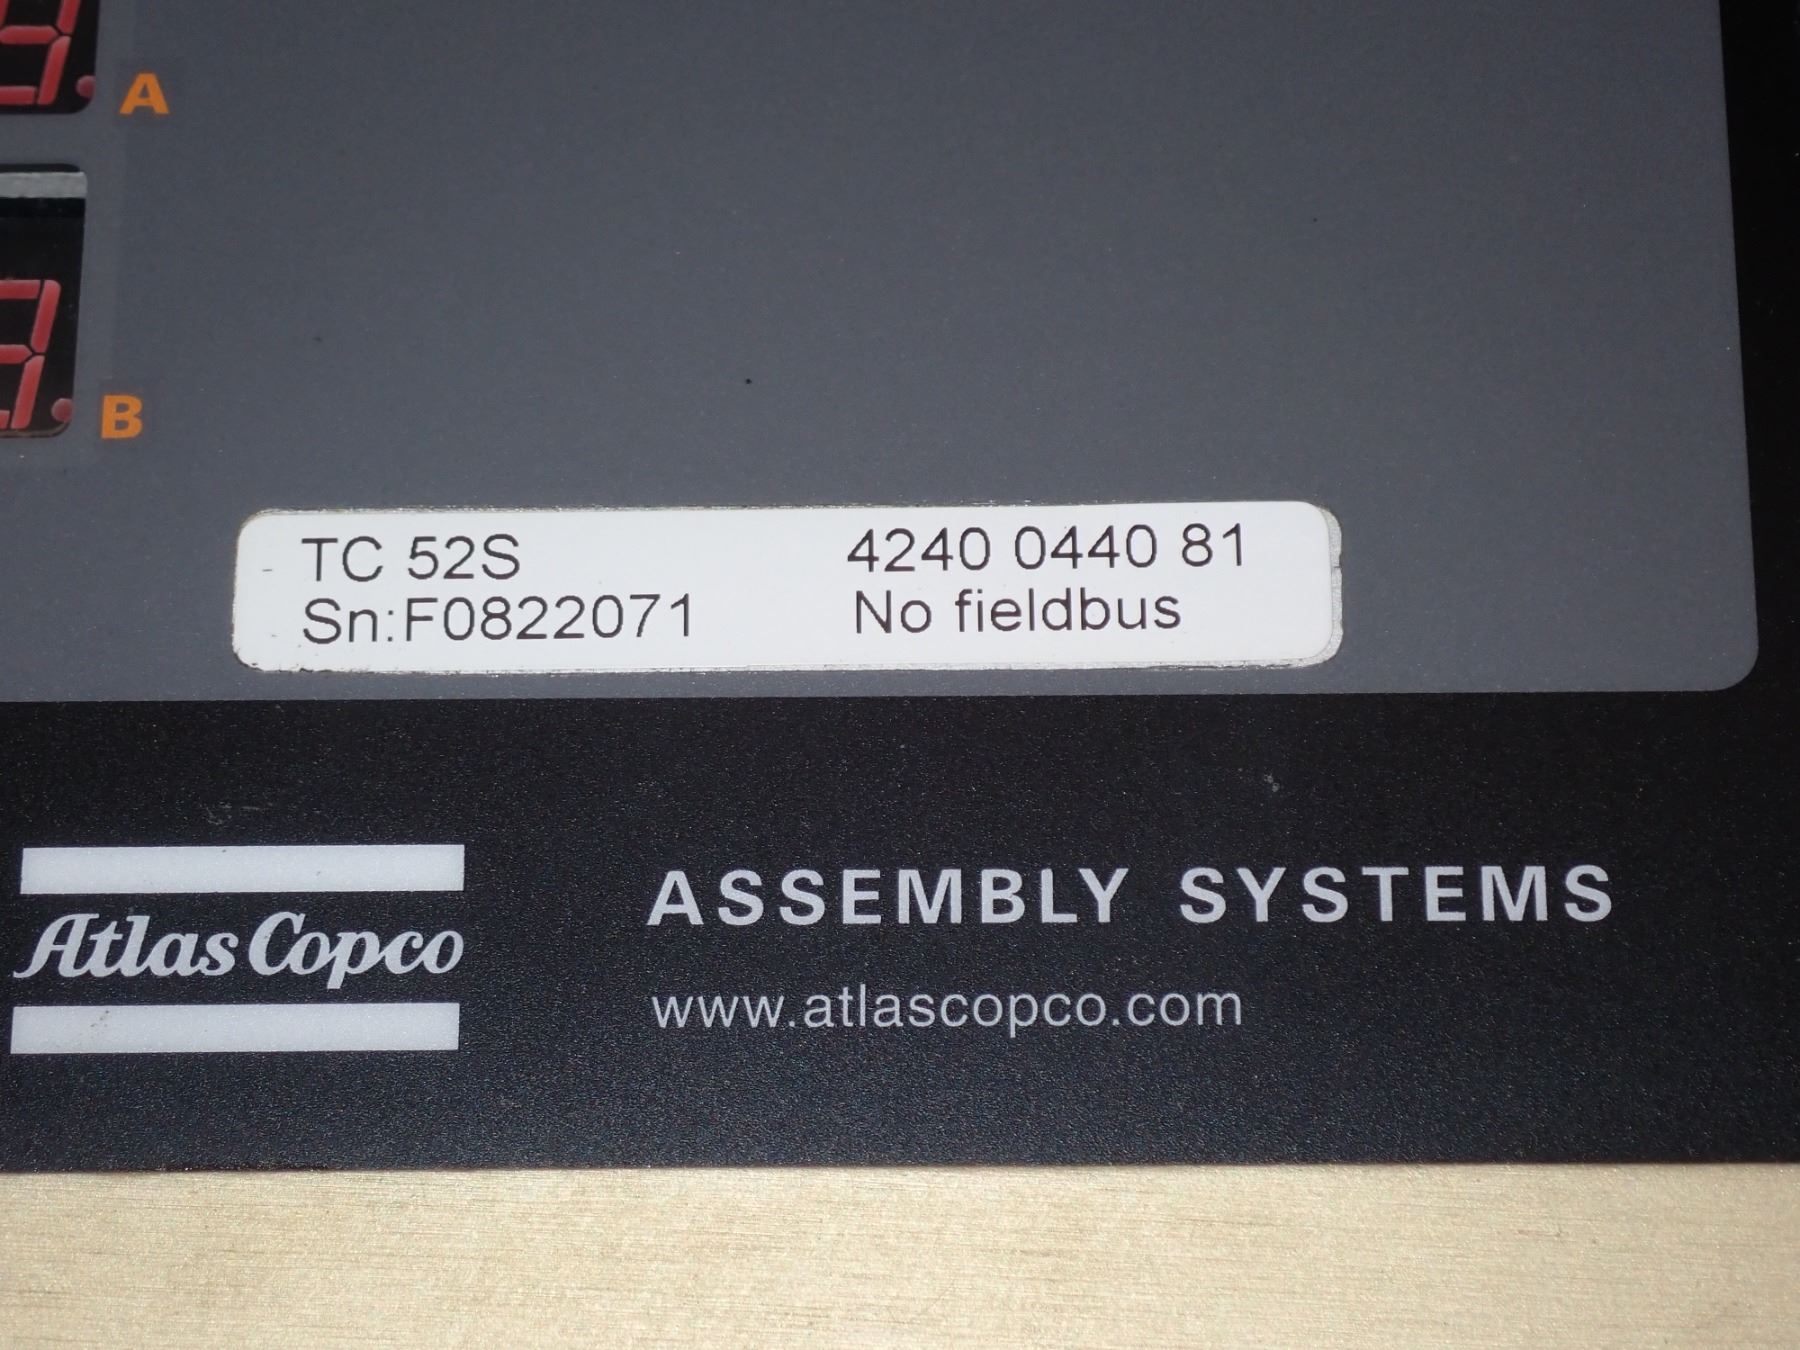 A
B
TC 52S 4240 0440 81
Sn:F0822071 No fieldbus
Atlas Copco
ASSEMBLY SYSTEMS
www.atlascopco.com